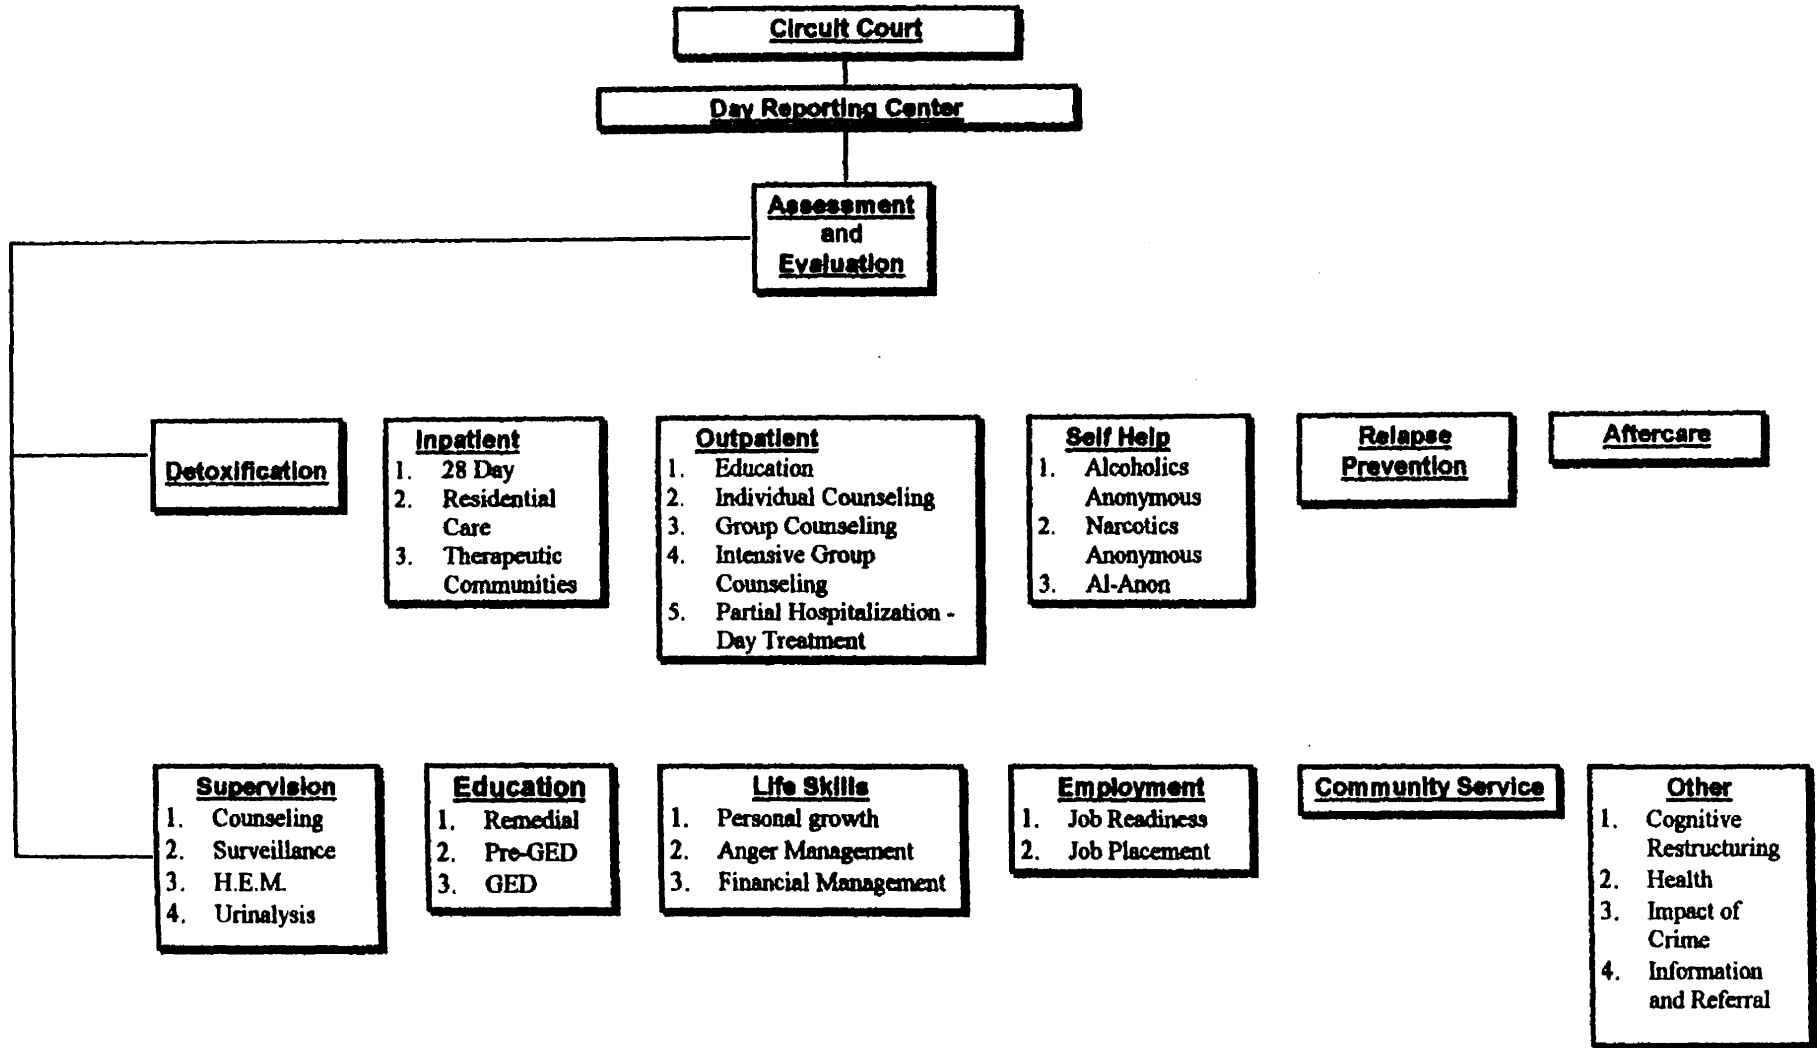 Circuit Court
Day Reporting Center
Assessment
and
Evaluation
Detoxification
Inpatient
1. 28 Day
2. Residential
Care
3. Therapeutic
Communities
Outpatient
1. Education
2. Individual Counseling
3. Group Counseling
4. Intensive Group
Counseling
5. Partial Hospitalization -
Day Treatment
Self Help
1. Alcoholics
Anonymous
2. Narcotics
Anonymous
3. Al-Anon
Relapse
Prevention
Aftercare
Supervision
1. Counseling
2. Surveillance
3. H.E.M.
4. Urinalysis
Education
1. Remedial
2. Pre-GED
3. GED
Life Skills
1. Personal growth
2. Anger Management
3. Financial Management
Employment
1. Job Readiness
2. Job Placement
Community Service
Other
1. Cognitive
Restructuring
2. Health
3. Impact of
Crime
4. Information
and Referral